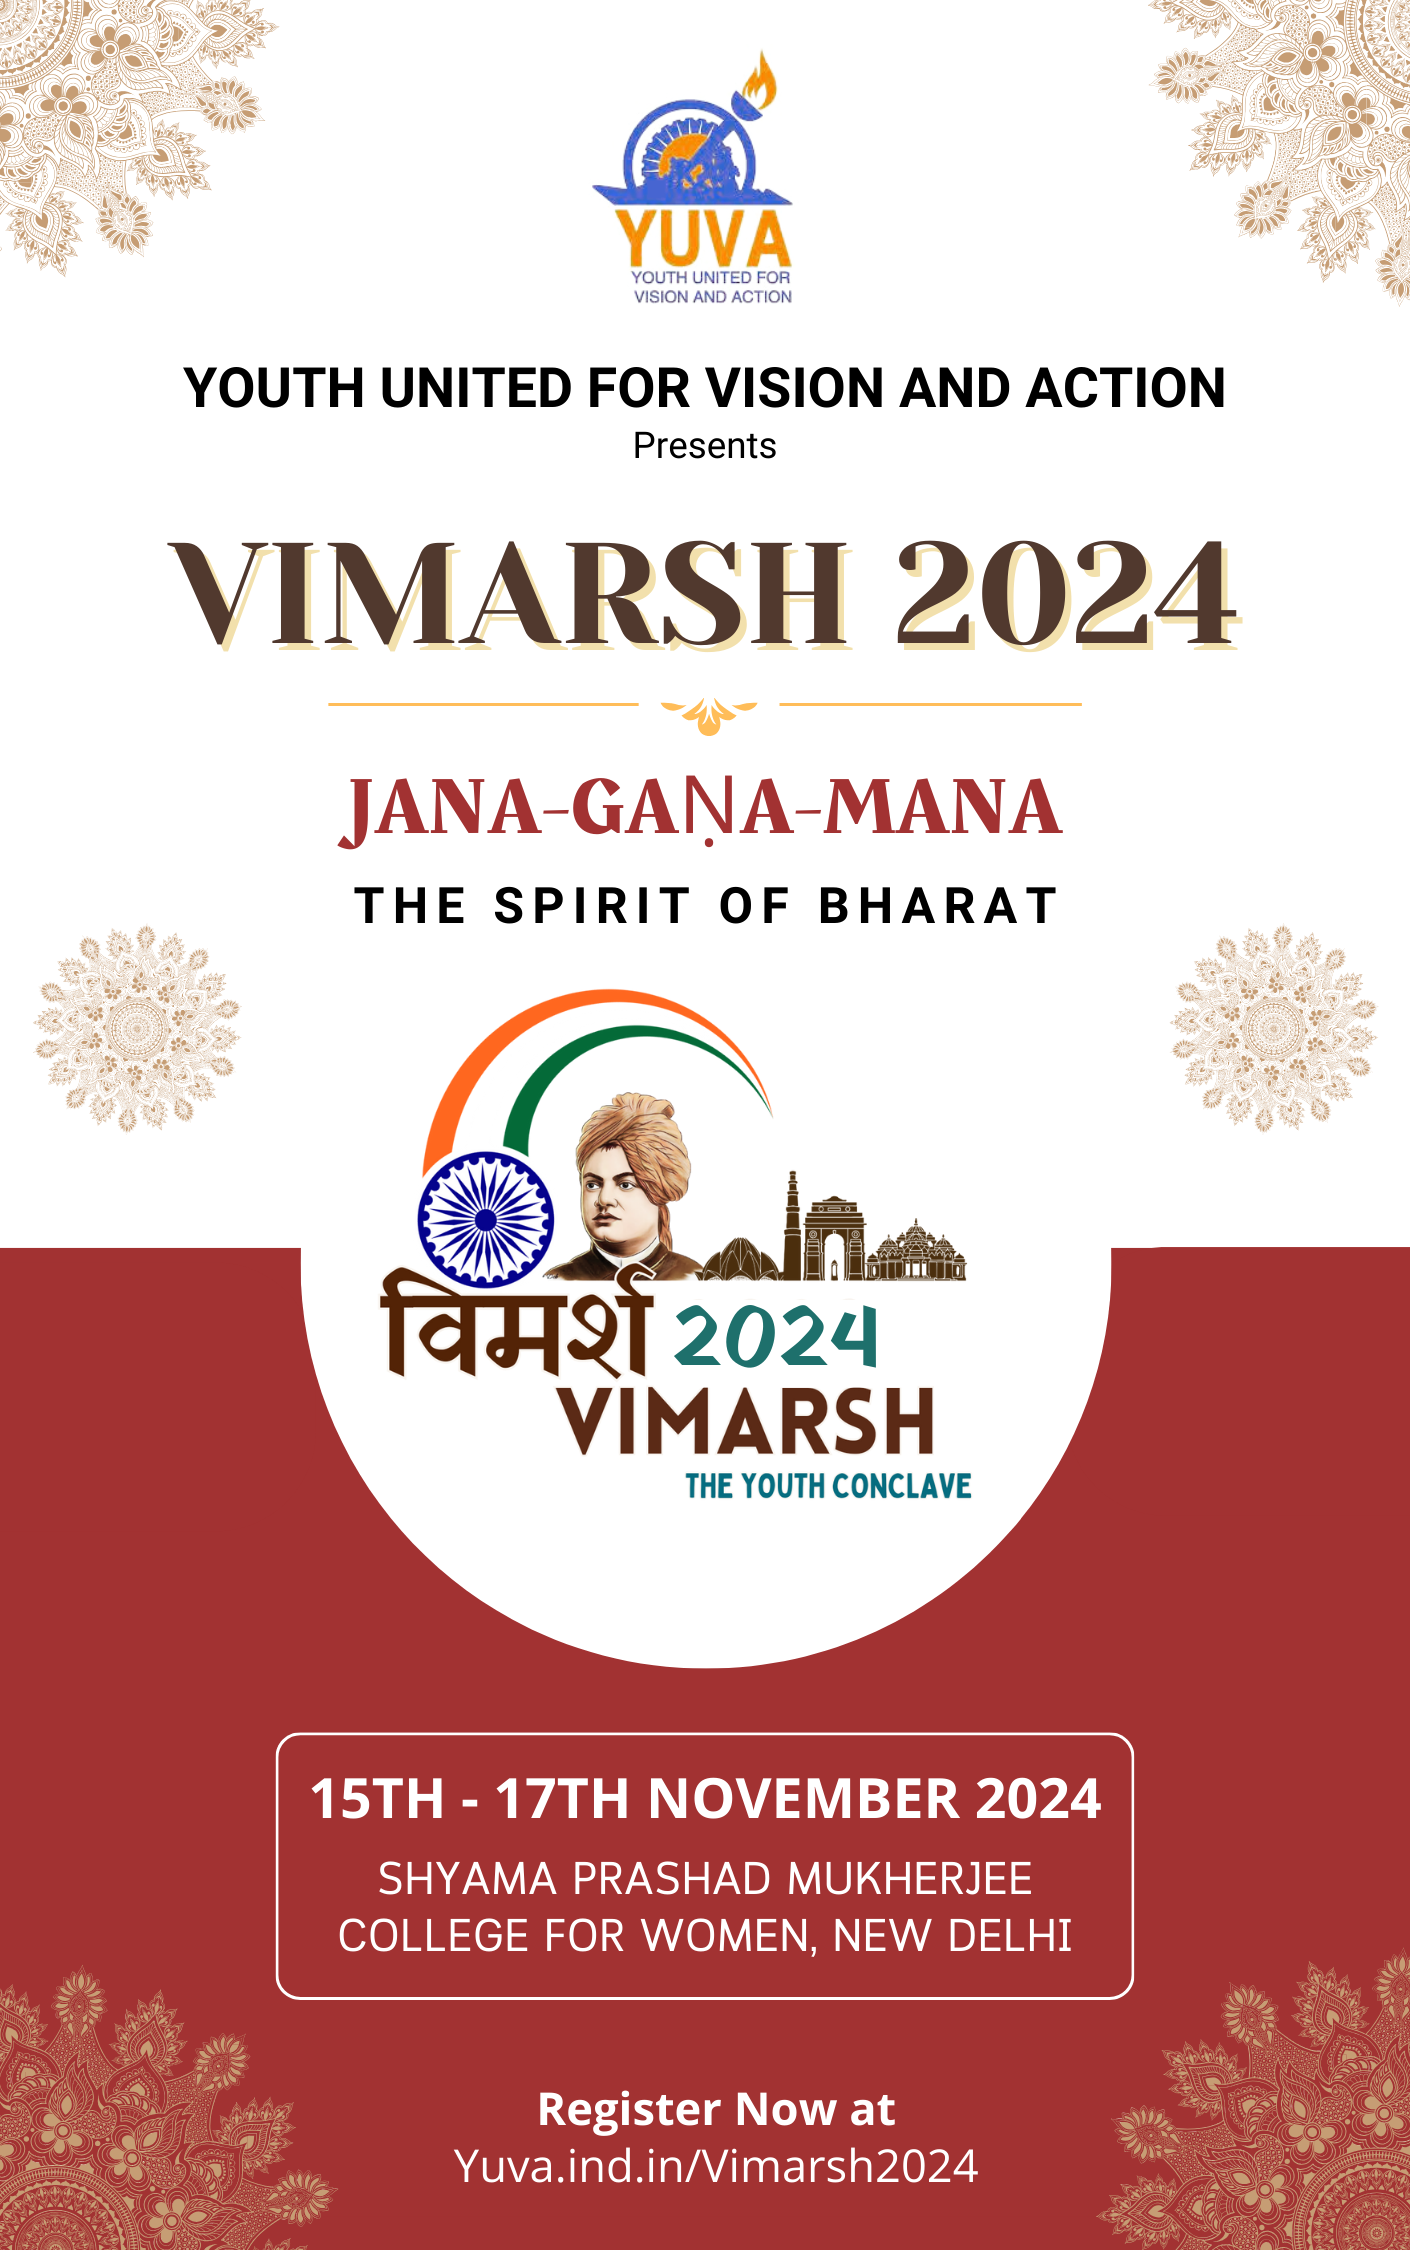 YUVA
YOUTH UNITED FOR
VISION AND ACTION
YOUTH UNITED FOR VISION AND ACTION
Presents
VIMARSH 2024
JANA-GAṆA-MANA
THE SPIRIT OF BHARAT
विमर्श 2024
VIMARSH
THE YOUTH CONCLAVE
15TH - 17TH NOVEMBER 2024
SHYAMA PRASHAD MUKHERJEE
COLLEGE FOR WOMEN, NEW DELHI
Register Now at
Yuva.ind.in/Vimarsh2024